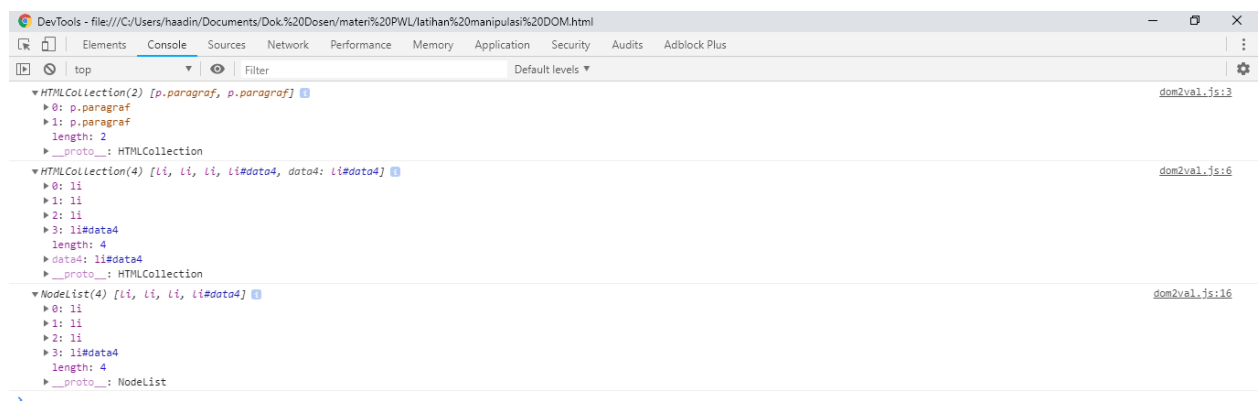 DevTools - file:///C:/Users/haadin/Documents/Dok.%20Dosen/materi%20PWL/latihan%20manipulasi%20DOM.html
Elements Console Sources Network Performance Memory Application Security Audits Adblock Plus
top ▼ Filter Default levels ▼
▼HTMLCollection(2) [p.paragraf, p.paragraf] i dom2val.js:3
▶0: p.paragraf
▶1: p.paragraf
length: 2
▶__proto__: HTMLCollection
▼HTMLCollection(4) [li, li, li, li#data4, data4: li#data4] i dom2val.js:6
▶0: li
▶1: li
▶2: li
▶3: li#data4
length: 4
▶data4: li#data4
▶__proto__: HTMLCollection
▼NodeList(4) [li, li, li, li#data4] i dom2val.js:16
▶0: li
▶1: li
▶2: li
▶3: li#data4
length: 4
▶__proto__: NodeList